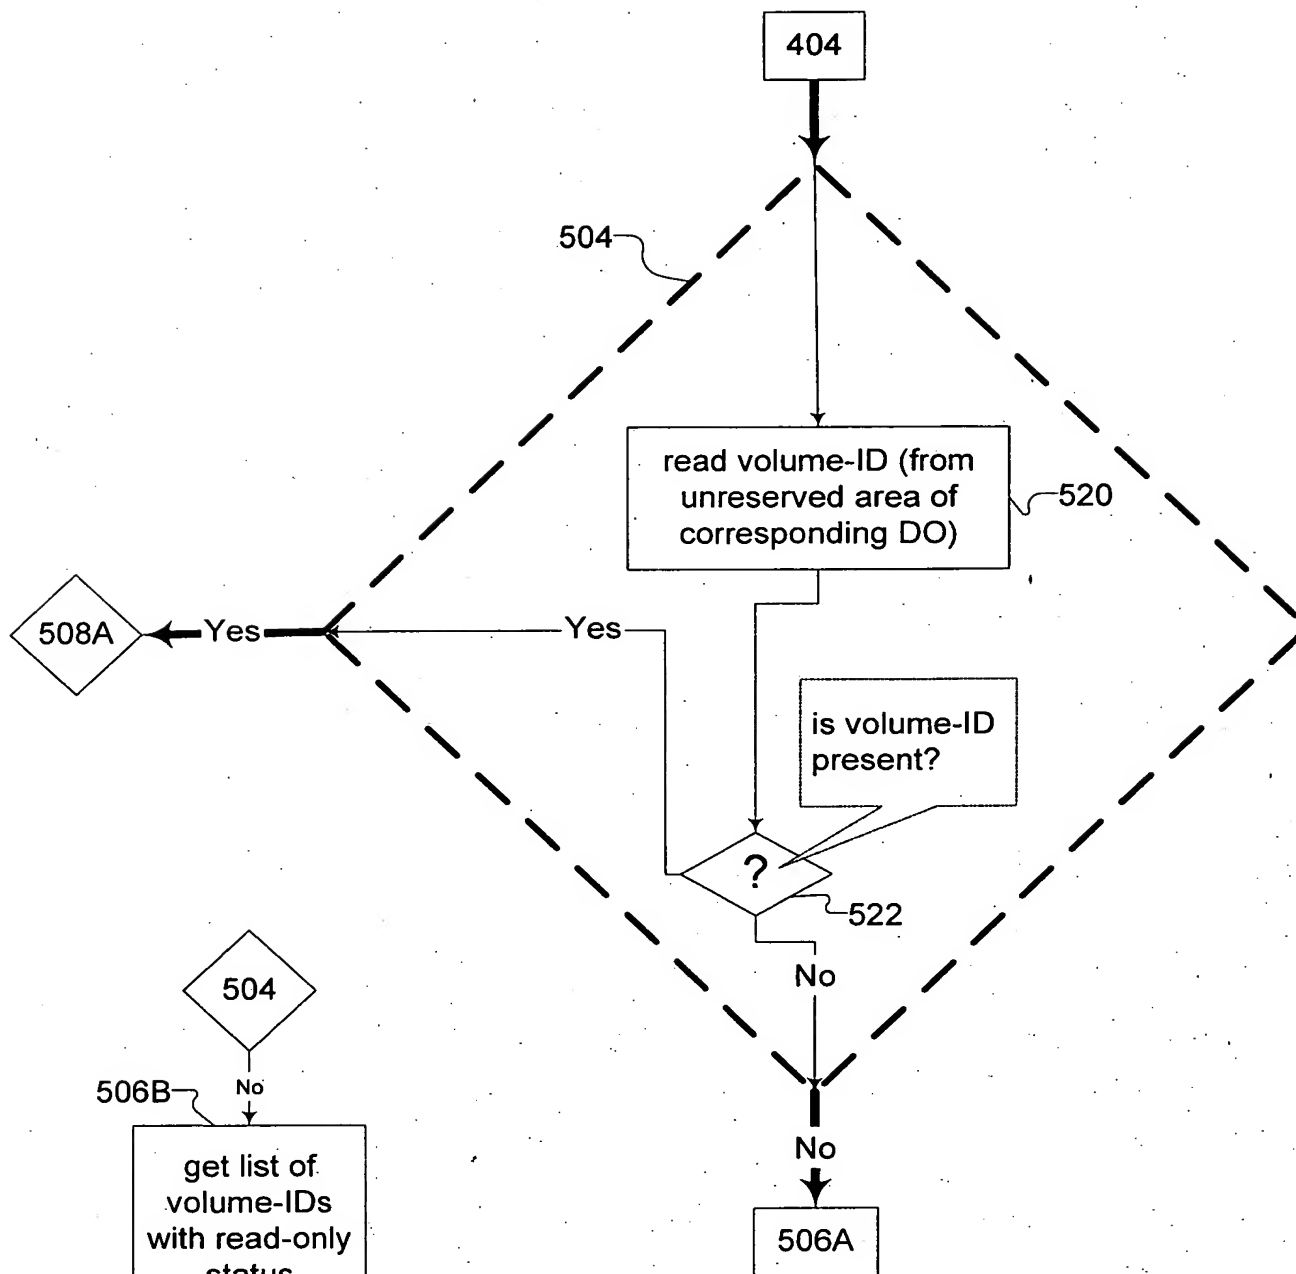 404
504
read volume-ID (from
unreserved area of
corresponding DO)
520
508A
Yes
Yes
is volume-ID
present?
?
522
No
504
No
506B
get list of
volume-IDs
with read-only
status
No
506A